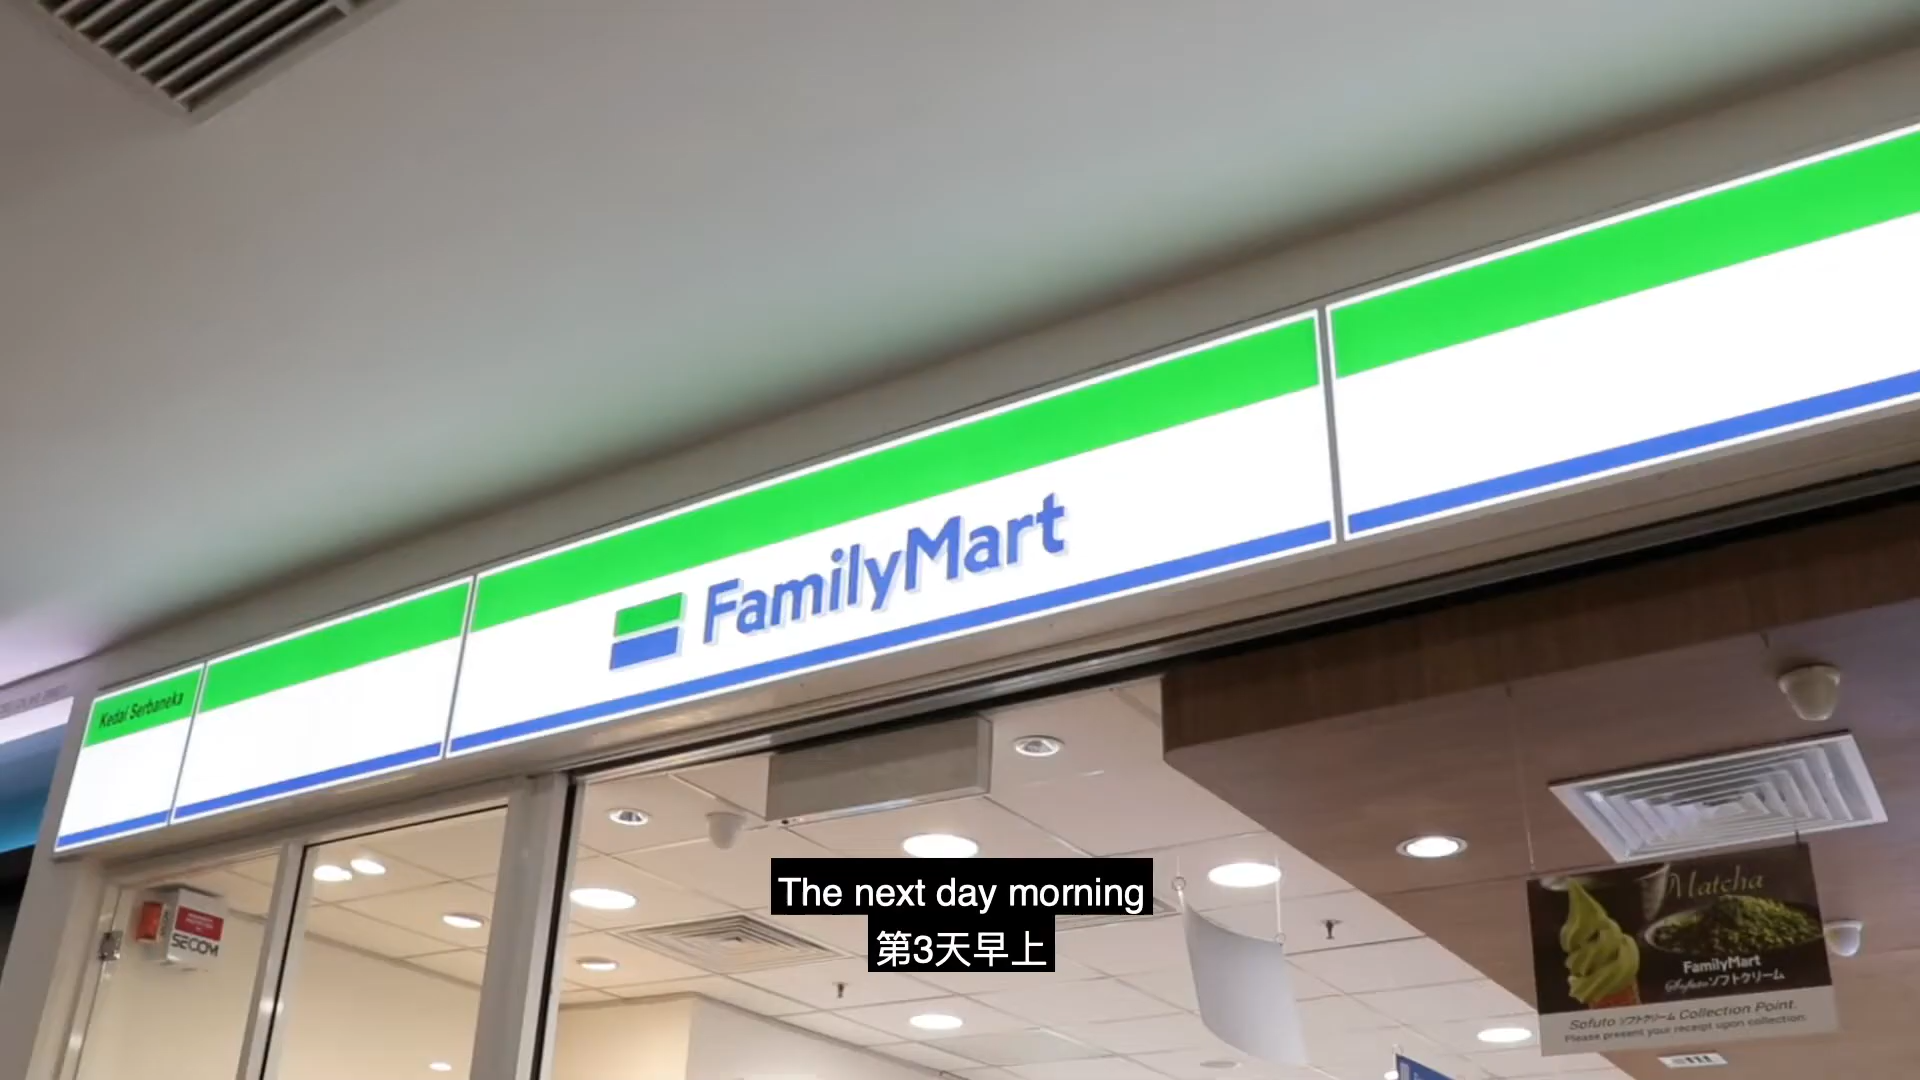 Kedai Serbaneka
FamilyMart
SECOM
Matcha
FamilyMart
ソフトクリーム
Sofuto ソフトクリーム Collection Point.
Please present your receipt upon collection.
The next day morning
第3天早上